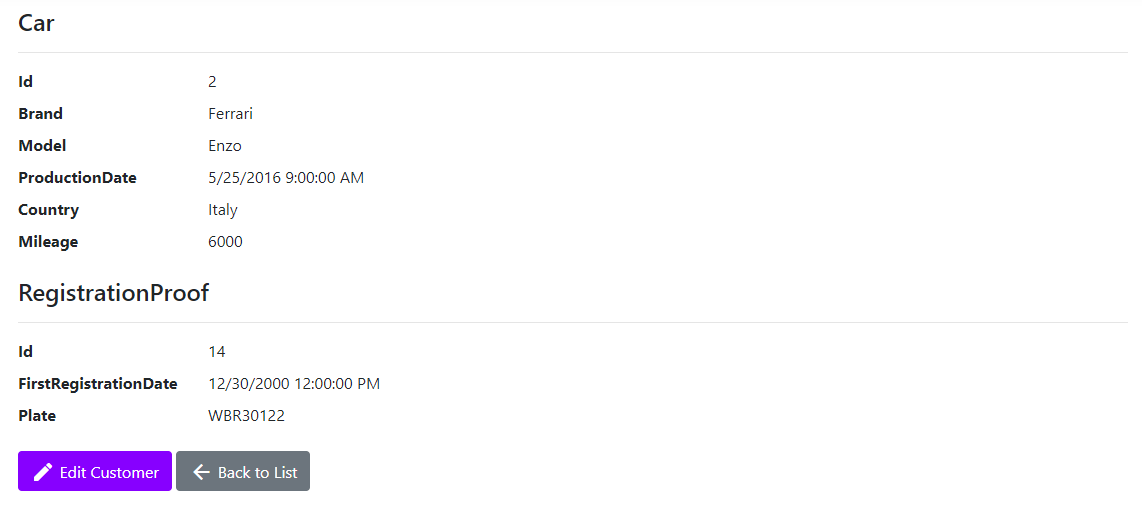 Car
Id 2
Brand Ferrari
Model Enzo
ProductionDate 5/25/2016 9:00:00 AM
Country Italy
Mileage 6000
RegistrationProof
Id 14
FirstRegistrationDate 12/30/2000 12:00:00 PM
Plate WBR30122
Edit Customer Back to List